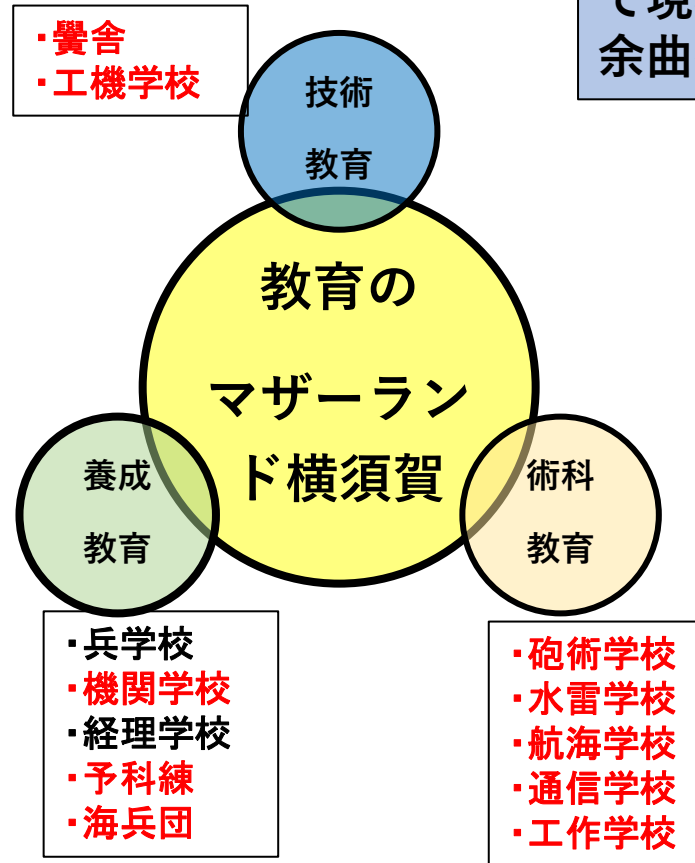 ・黌舎
・工機学校
て現
余曲
技術
教育
教育の
マザーラン
ド横須賀
養成
教育
術科
教育
・兵学校
・機関学校
・経理学校
・予科練
・海兵団
・砲術学校
・水雷学校
・航海学校
・通信学校
・工作学校